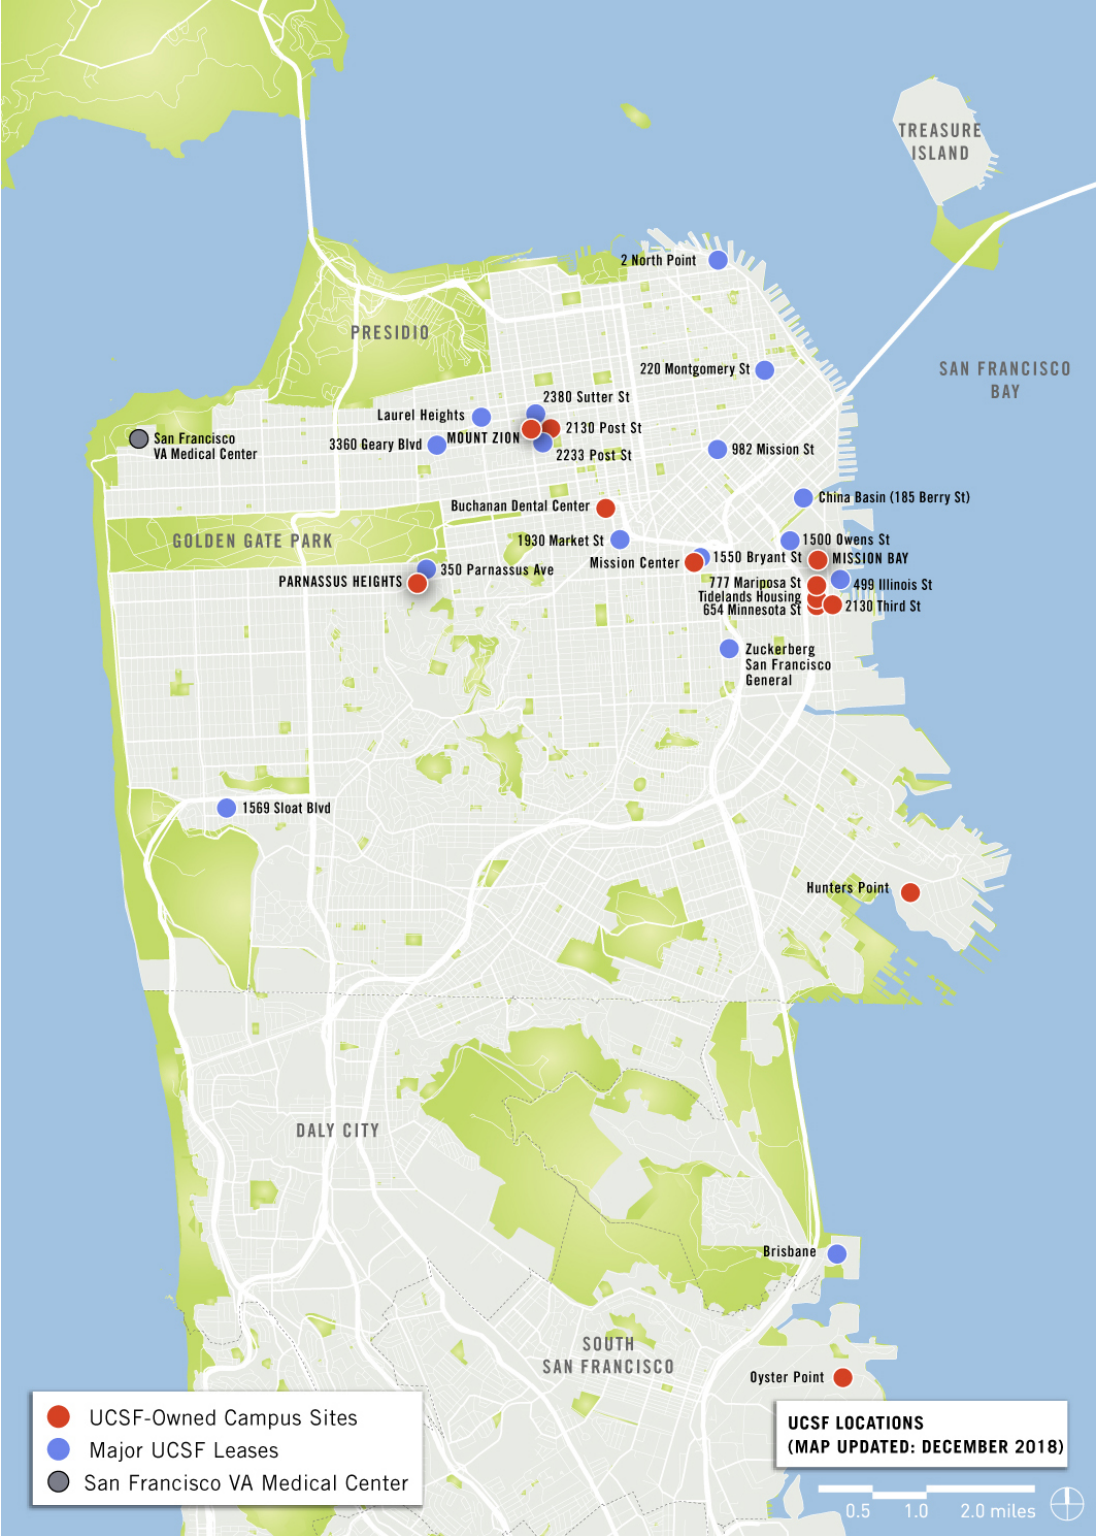 TREASURE
ISLAND
2 North Point
PRESIDIO
SAN FRANCISCO
BAY
220 Montgomery St
2380 Sutter St
Laurel Heights
2130 Post St
San Francisco
VA Medical Center
3360 Geary Blvd
MOUNT ZION
2233 Post St
982 Mission St
China Basin (185 Berry St)
Buchanan Dental Center
GOLDEN GATE PARK
1930 Market St
1500 Owens St
Mission Center
1550 Bryant St
MISSION BAY
350 Parnassus Ave
PARNASSUS HEIGHTS
777 Mariposa St
499 Illinois St
Tidelands Housing
654 Minnesota St
2130 Third St
Zuckerberg
San Francisco
General
1569 Sloat Blvd
Hunters Point
DALY CITY
Brisbane
SOUTH
SAN FRANCISCO
Oyster Point
UCSF-Owned Campus Sites
Major UCSF Leases
San Francisco VA Medical Center
UCSF LOCATIONS
(MAP UPDATED: DECEMBER 2018)
0.5 1.0 2.0 miles